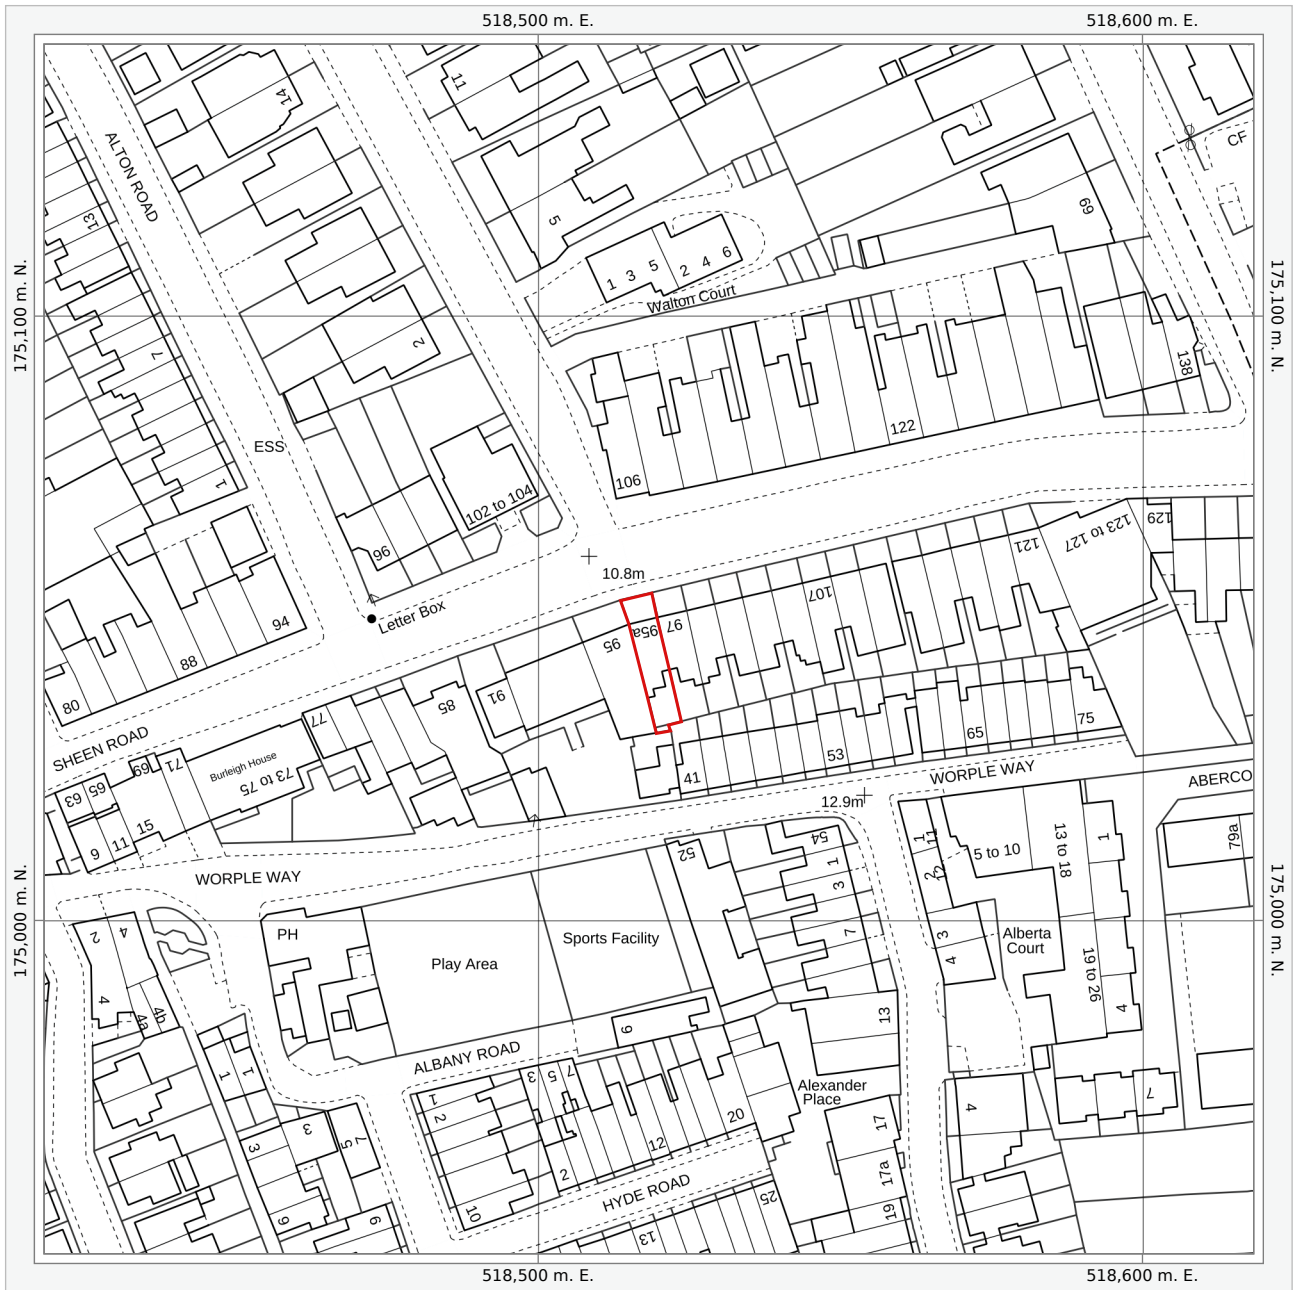 518,500 m. E.
518,600 m. E.
175,100 m. N.
175,100 m. N.
175,000 m. N.
175,000 m. N.
518,500 m. E.
518,600 m. E.
14
11
CF
ALTON ROAD
13
5
69
1
3
5
2
4
6
Walton Court
7
2
138
ESS
122
1
106
102 to 104
96
129
123 to 127
121
10.8m
107
Letter Box
94
95
95a
97
88
80
91
85
77
SHEEN ROAD
71
69
65
63
Burleigh House
73 to 75
75
65
53
41
WORPLE WAY
ABERCO
12.9m
15
11
9
52
54
1
11
5 to 10
13 to 18
1
79a
WORPLE WAY
2
12
3
7
PH
Sports Facility
Play Area
3
4
Alberta
Court
19 to 26
4
2
4
4
4a
4b
13
9
ALBANY ROAD
Alexander
Place
1
1
3
5
7
1
2
20
12
2
17
4
7
3
3
5
7
17a
HYDE ROAD
25
19
10
13
9
6